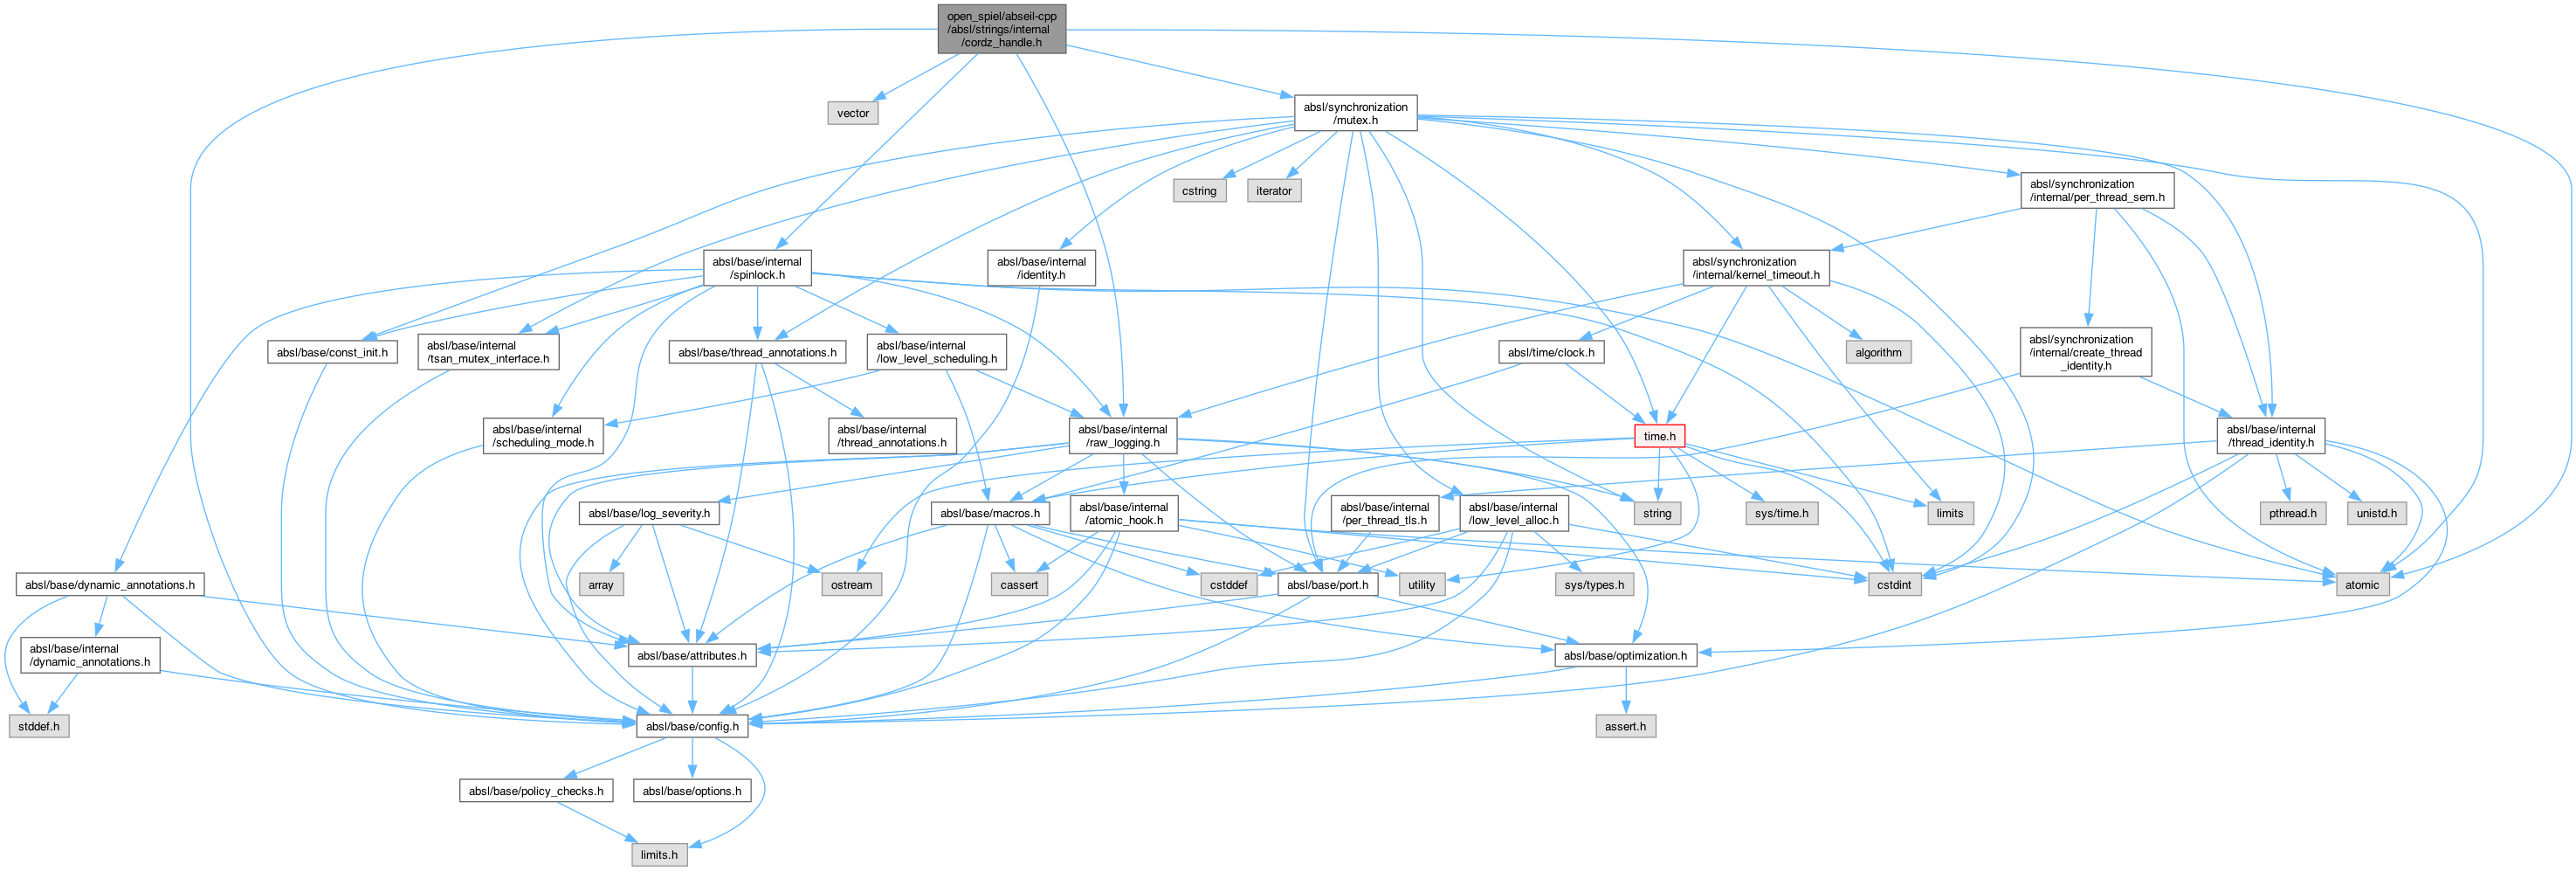 open_spiel/abseil-cpp
/absl/strings/internal
/cordz_handle.h
vector
absl/synchronization
/mutex.h
cstring
iterator
absl/synchronization
/internal/per_thread_sem.h
absl/base/internal
/spinlock.h
absl/base/internal
/identity.h
absl/synchronization
/internal/kernel_timeout.h
absl/base/const_init.h
absl/base/internal
/tsan_mutex_interface.h
absl/base/thread_annotations.h
absl/base/internal
/low_level_scheduling.h
absl/time/clock.h
algorithm
absl/synchronization
/internal/create_thread
_identity.h
absl/base/internal
/scheduling_mode.h
absl/base/internal
/thread_annotations.h
absl/base/internal
/raw_logging.h
time.h
absl/base/internal
/thread_identity.h
absl/base/log_severity.h
absl/base/macros.h
absl/base/internal
/atomic_hook.h
absl/base/internal
/per_thread_tls.h
absl/base/internal
/low_level_alloc.h
string
sys/time.h
limits
pthread.h
unistd.h
absl/base/dynamic_annotations.h
array
ostream
cassert
cstddef
absl/base/port.h
utility
sys/types.h
cstdint
atomic
absl/base/internal
/dynamic_annotations.h
absl/base/attributes.h
absl/base/optimization.h
stddef.h
absl/base/config.h
assert.h
absl/base/policy_checks.h
absl/base/options.h
limits.h